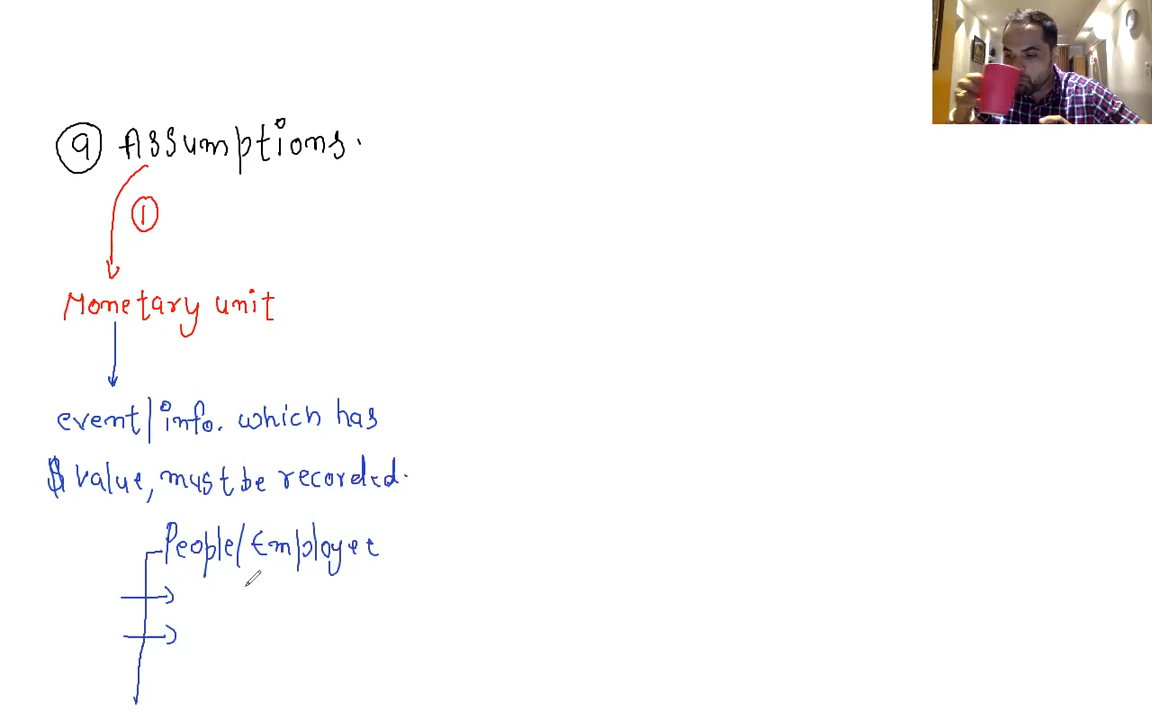 9 Assumptions.
1
Monetary unit
event/info. which has
$ value, must be recorded.
People/Employee